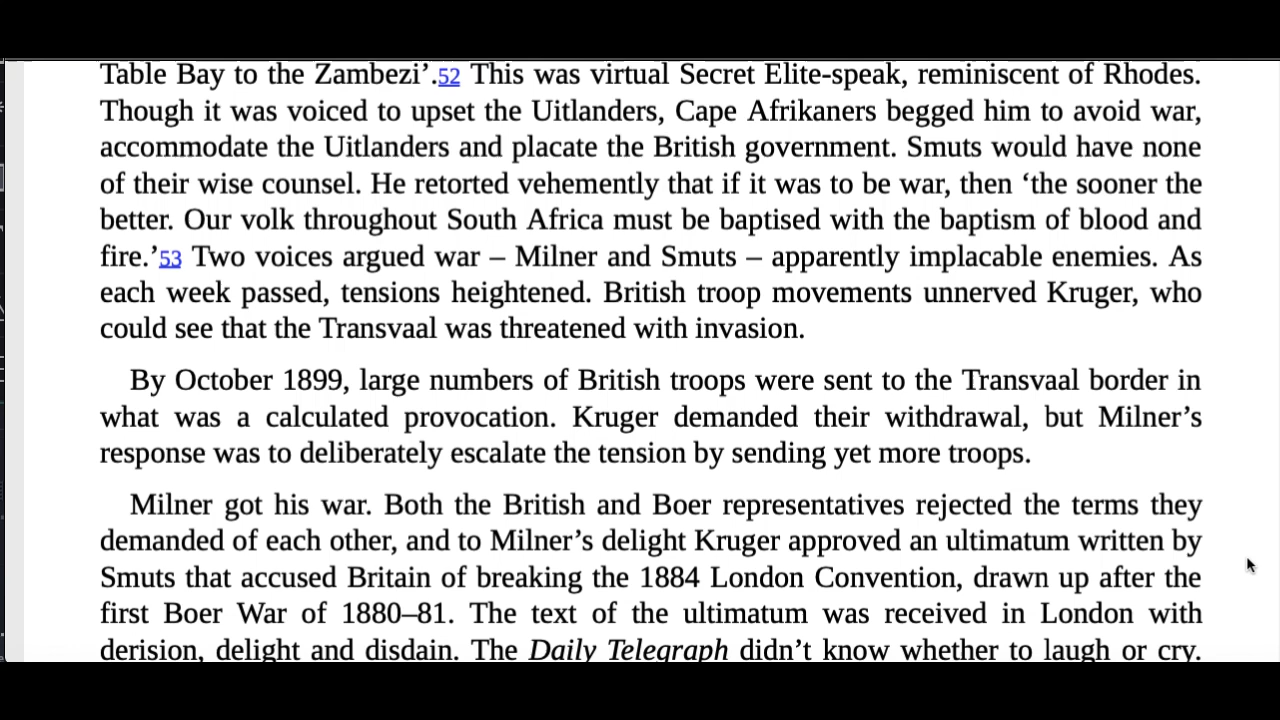 Table Bay to the Zambezi’.52 This was virtual Secret Elite-speak, reminiscent of Rhodes.
Though it was voiced to upset the Uitlanders, Cape Afrikaners begged him to avoid war,
accommodate the Uitlanders and placate the British government. Smuts would have none
of their wise counsel. He retorted vehemently that if it was to be war, then ‘the sooner the
better. Our volk throughout South Africa must be baptised with the baptism of blood and
fire.’53 Two voices argued war – Milner and Smuts – apparently implacable enemies. As
each week passed, tensions heightened. British troop movements unnerved Kruger, who
could see that the Transvaal was threatened with invasion.
By October 1899, large numbers of British troops were sent to the Transvaal border in
what was a calculated provocation. Kruger demanded their withdrawal, but Milner’s
response was to deliberately escalate the tension by sending yet more troops.
Milner got his war. Both the British and Boer representatives rejected the terms they
demanded of each other, and to Milner’s delight Kruger approved an ultimatum written by
Smuts that accused Britain of breaking the 1884 London Convention, drawn up after the
first Boer War of 1880–81. The text of the ultimatum was received in London with
derision, delight and disdain. The Daily Telegraph didn’t know whether to laugh or cry.